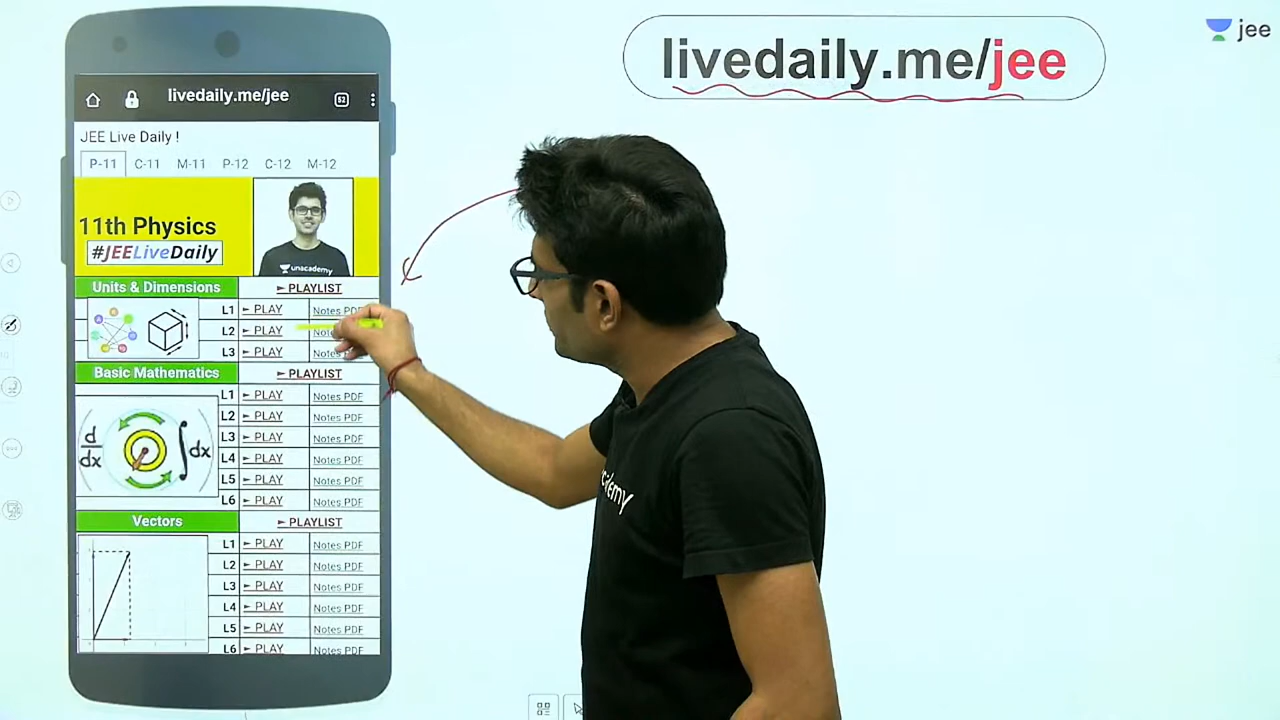 livedaily.me/jee
jee
livedaily.me/jee
52
JEE Live Daily !
P-11 C-11 M-11 P-12 C-12 M-12
11th Physics
#JEELiveDaily
unacademy
Units & Dimensions ► PLAYLIST
L1 ► PLAY Notes PDF
L2 ► PLAY
L3 ► PLAY
Basic Mathematics ► PLAYLIST
L1 ► PLAY Notes PDF
L2 ► PLAY Notes PDF
L3 ► PLAY Notes PDF
L4 ► PLAY Notes PDF
L5 ► PLAY Notes PDF
L6 ► PLAY Notes PDF
d/dx ∫dx
Vectors ► PLAYLIST
L1 ► PLAY Notes PDF
L2 ► PLAY Notes PDF
L3 ► PLAY Notes PDF
L4 ► PLAY Notes PDF
L5 ► PLAY Notes PDF
L6 ► PLAY Notes PDF